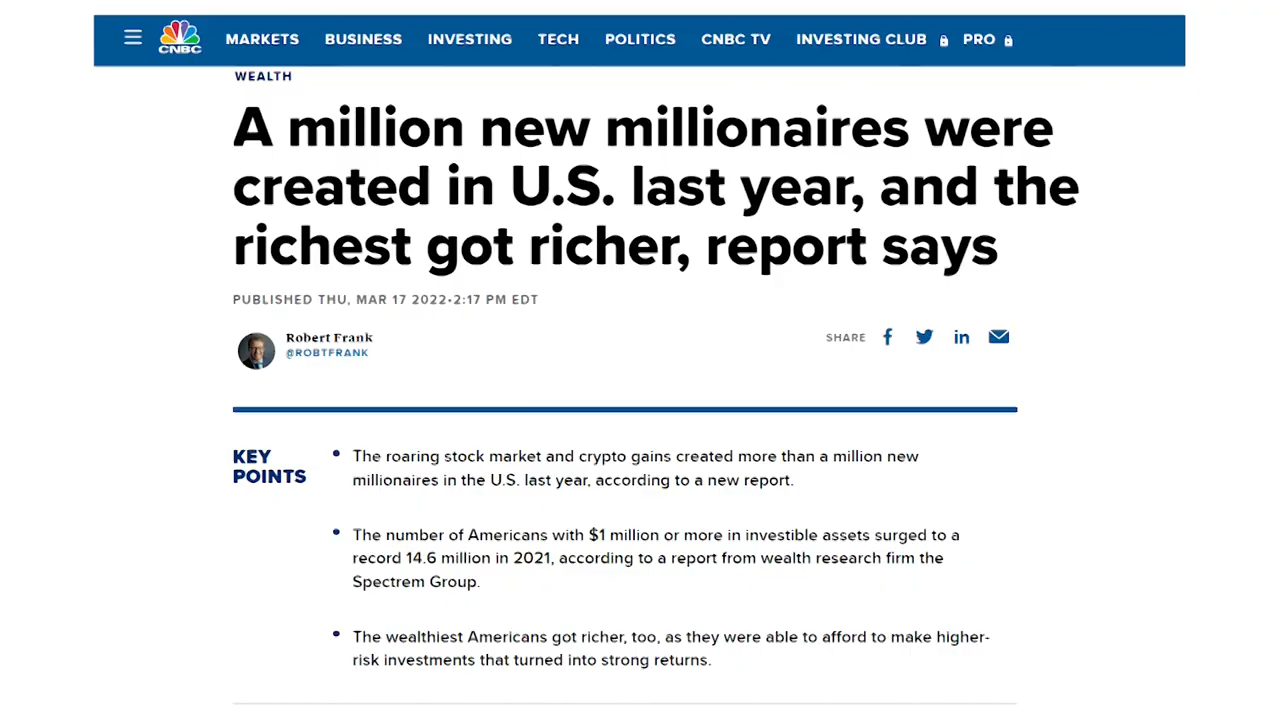 CNBC
MARKETS BUSINESS INVESTING TECH POLITICS CNBC TV INVESTING CLUB PRO
WEALTH
A million new millionaires were
created in U.S. last year, and the
richest got richer, report says
PUBLISHED THU, MAR 17 2022•2:17 PM EDT
Robert Frank
@ROBTFRANK
SHARE
KEY
POINTS
• The roaring stock market and crypto gains created more than a million new
millionaires in the U.S. last year, according to a new report.
• The number of Americans with $1 million or more in investible assets surged to a
record 14.6 million in 2021, according to a report from wealth research firm the
Spectrem Group.
• The wealthiest Americans got richer, too, as they were able to afford to make higher-
risk investments that turned into strong returns.